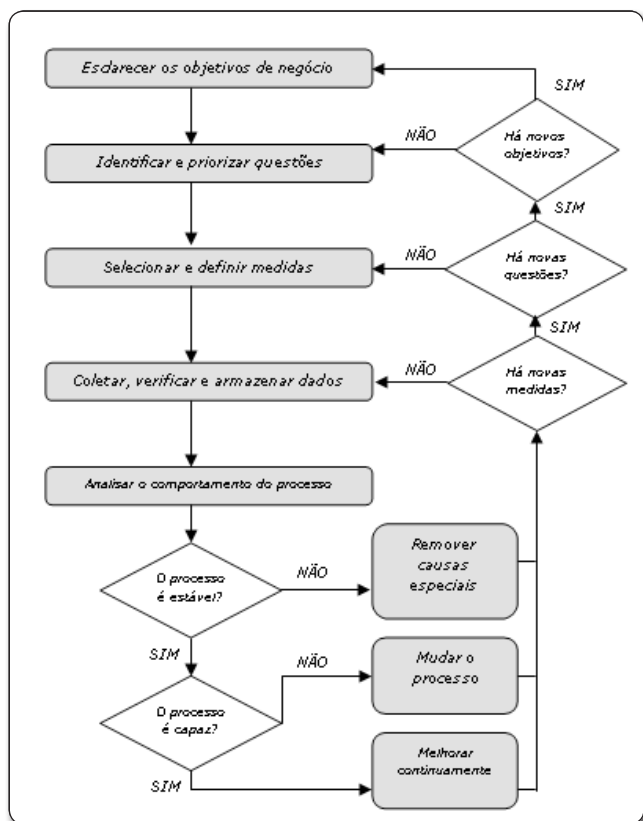 Esclarecer os objetivos de negócio
SIM
NÃO
Há novos
objetivos?
Identificar e priorizar questões
SIM
Selecionar e definir medidas
NÃO
Há novas
questões?
SIM
Coletar, verificar e armazenar dados
NÃO
Há novas
medidas?
Analisar o comportamento do processo
O processo
é estável?
NÃO
Remover
causas
especiais
SIM
NÃO
Mudar o
processo
O processo
é capaz?
SIM
Melhorar
continuamente